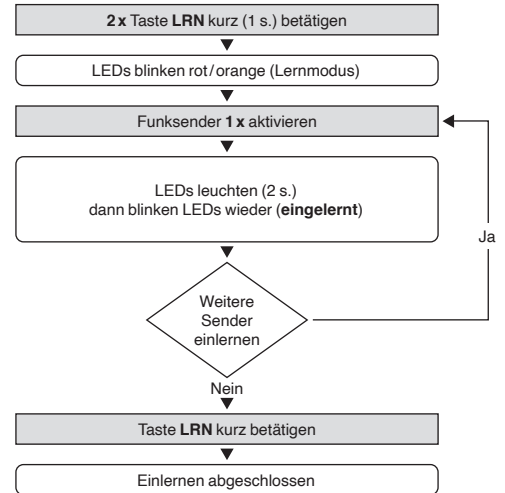 2 x Taste LRN kurz (1 s.) betätigen
LEDs blinken rot/orange (Lernmodus)
Funksender 1 x aktivieren
LEDs leuchten (2 s.)
dann blinken LEDs wieder (eingelernt)
Ja
Weitere
Sender
einlernen
Nein
Taste LRN kurz betätigen
Einlernen abgeschlossen